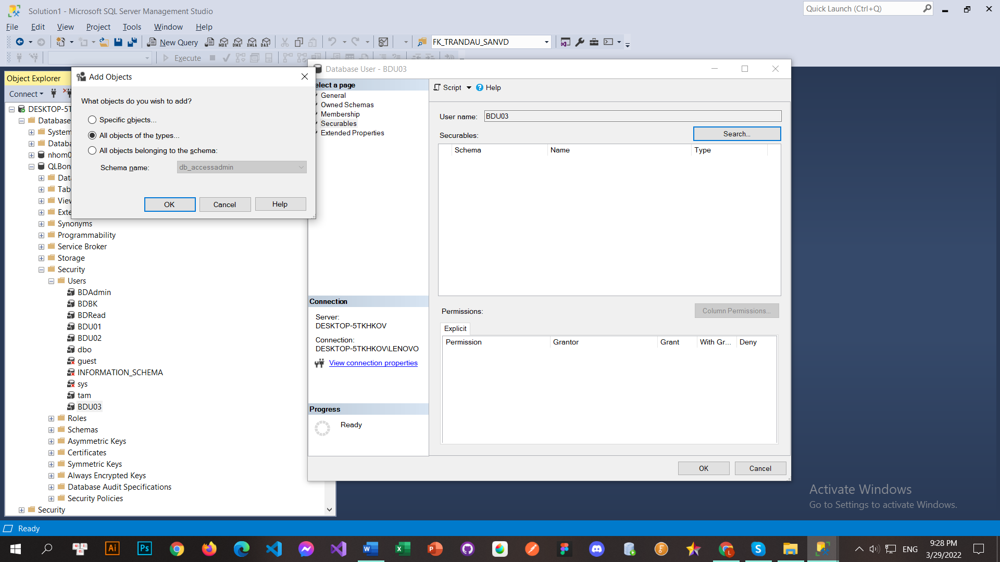 Solution1 - Microsoft SQL Server Management Studio
Quick Launch (Ctrl+Q)
File Edit View Project Tools Window Help
New Query
MDX
DMX
XMLA
DAX
FK_TRANDAU_SANVD
Execute
Object Explorer
Connect
DESKTOP-5T
Database
System
Databa
nhom0
QLBon
Dat
Tab
Viev
Exte
Synonyms
Programmability
Service Broker
Storage
Security
Users
BDAdmin
BDBK
BDRead
BDU01
BDU02
dbo
guest
INFORMATION_SCHEMA
sys
tam
BDU03
Roles
Schemas
Asymmetric Keys
Certificates
Symmetric Keys
Always Encrypted Keys
Database Audit Specifications
Security Policies
Security
Add Objects
What objects do you wish to add?
Specific objects...
All objects of the types...
All objects belonging to the schema:
Schema name: db_accessadmin
OK Cancel Help
Database User - BDU03
elect a page
General
Owned Schemas
Membership
Securables
Extended Properties
Connection
Server:
DESKTOP-5TKHKOV
Connection:
DESKTOP-5TKHKOV\LENOVO
View connection properties
Progress
Ready
Script Help
User name: BDU03
Securables: Search...
Schema Name Type
Permissions: Column Permissions...
Explicit
Permission Grantor Grant With Gr... Deny
OK Cancel
Activate Windows
Go to Settings to activate Windows.
Ready
Ai
Ps
ENG
9:28 PM
3/29/2022